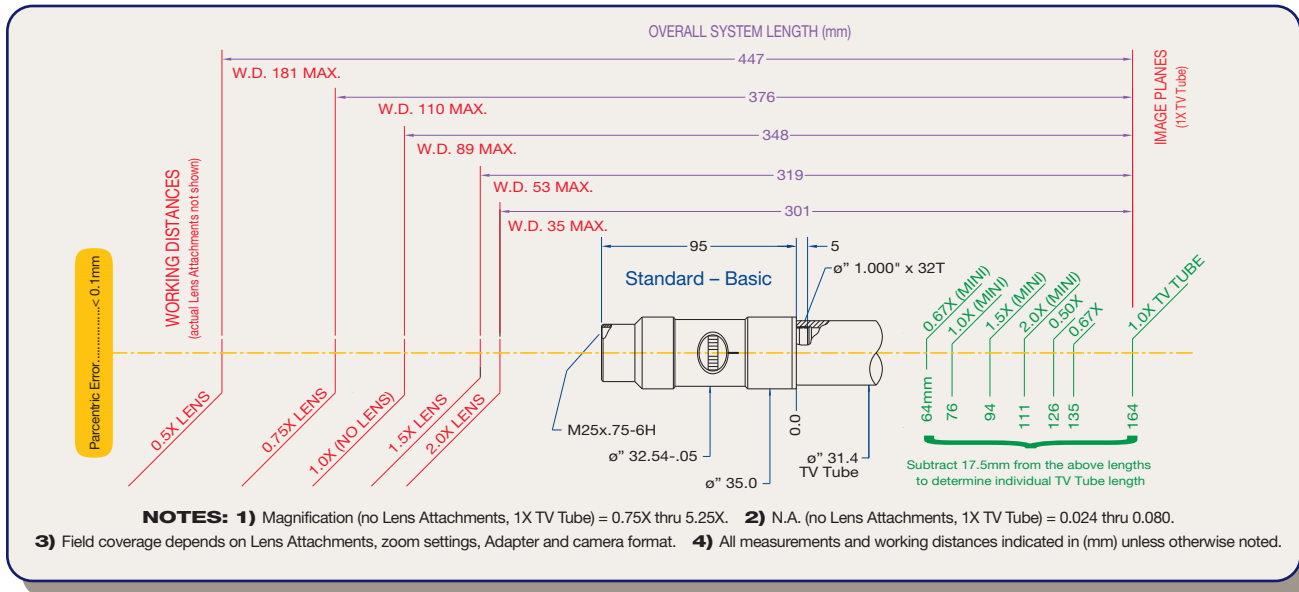 OVERALL SYSTEM LENGTH (mm)
447
W.D. 181 MAX.
376
W.D. 110 MAX.
348
W.D. 89 MAX.
319
W.D. 53 MAX.
301
W.D. 35 MAX.
IMAGE PLANES
(1X TV Tube)
WORKING DISTANCES
(actual Lens Attachments not shown)
Parcentric Error................< 0.1mm
95
5
Standard – Basic
ø” 1.000" x 32T
0.67X (MINI)
1.0X (MINI)
1.5X (MINI)
2.0X (MINI)
0.50X
0.67X
1.0X TV TUBE
0.5X LENS
0.75X LENS
1.0X (NO LENS)
1.5X LENS
2.0X LENS
M25x.75-6H
ø” 32.54-.05
ø” 35.0
0.0
ø” 31.4
TV Tube
64mm
76
94
111
126
135
164
Subtract 17.5mm from the above lengths
to determine individual TV Tube length
NOTES: 1) Magnification (no Lens Attachments, 1X TV Tube) = 0.75X thru 5.25X. 2) N.A. (no Lens Attachments, 1X TV Tube) = 0.024 thru 0.080.
3) Field coverage depends on Lens Attachments, zoom settings, Adapter and camera format. 4) All measurements and working distances indicated in (mm) unless otherwise noted.